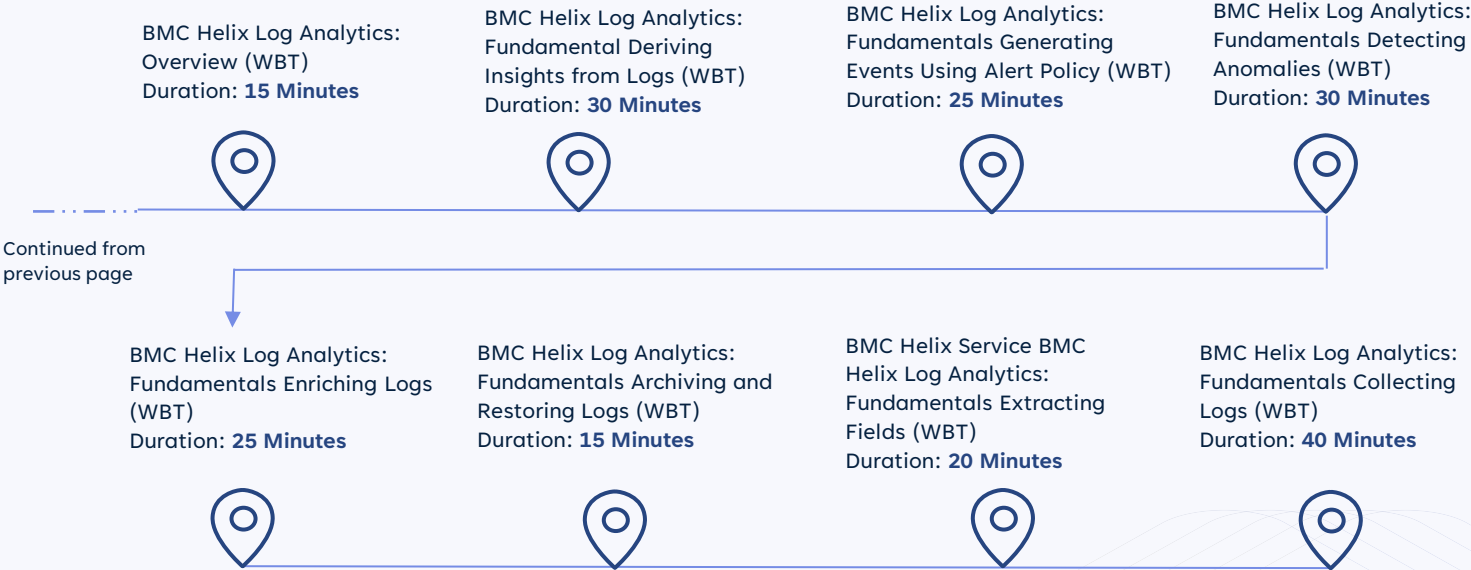 BMC Helix Log Analytics:
Overview (WBT)
Duration: 15 Minutes
BMC Helix Log Analytics:
Fundamental Deriving
Insights from Logs (WBT)
Duration: 30 Minutes
BMC Helix Log Analytics:
Fundamentals Generating
Events Using Alert Policy (WBT)
Duration: 25 Minutes
BMC Helix Log Analytics:
Fundamentals Detecting
Anomalies (WBT)
Duration: 30 Minutes
Continued from
previous page
BMC Helix Log Analytics:
Fundamentals Enriching Logs
(WBT)
Duration: 25 Minutes
BMC Helix Log Analytics:
Fundamentals Archiving and
Restoring Logs (WBT)
Duration: 15 Minutes
BMC Helix Service BMC
Helix Log Analytics:
Fundamentals Extracting
Fields (WBT)
Duration: 20 Minutes
BMC Helix Log Analytics:
Fundamentals Collecting
Logs (WBT)
Duration: 40 Minutes